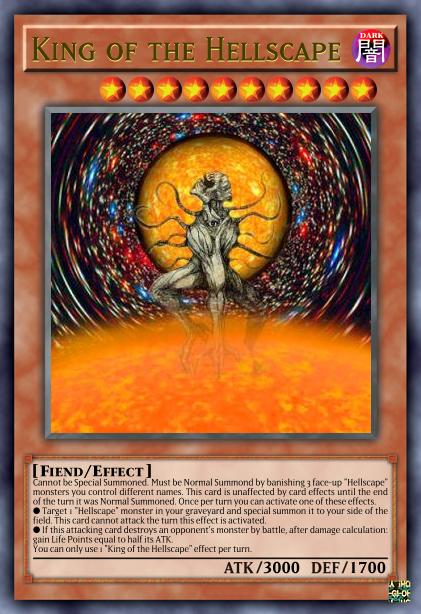 King of the Hellscape
DARK
闇
[Fiend/Effect]
Cannot be Special Summoned. Must be Normal Summond by banishing 3 face-up "Hellscape"
monsters you control different names. This card is unaffected by card effects until the end
of the turn it was Normal Summoned. Once per turn you can activate one of these effects.
● Target 1 "Hellscape" monster in your graveyard and special summon it to your side of the
field. This card cannot attack the turn this effect is activated.
● If this attacking card destroys an opponent's monster by battle, after damage calculation:
gain Life Points equal to half its ATK.
You can only use 1 "King of the Hellscape" effect per turn.
ATK/3000 DEF/1700